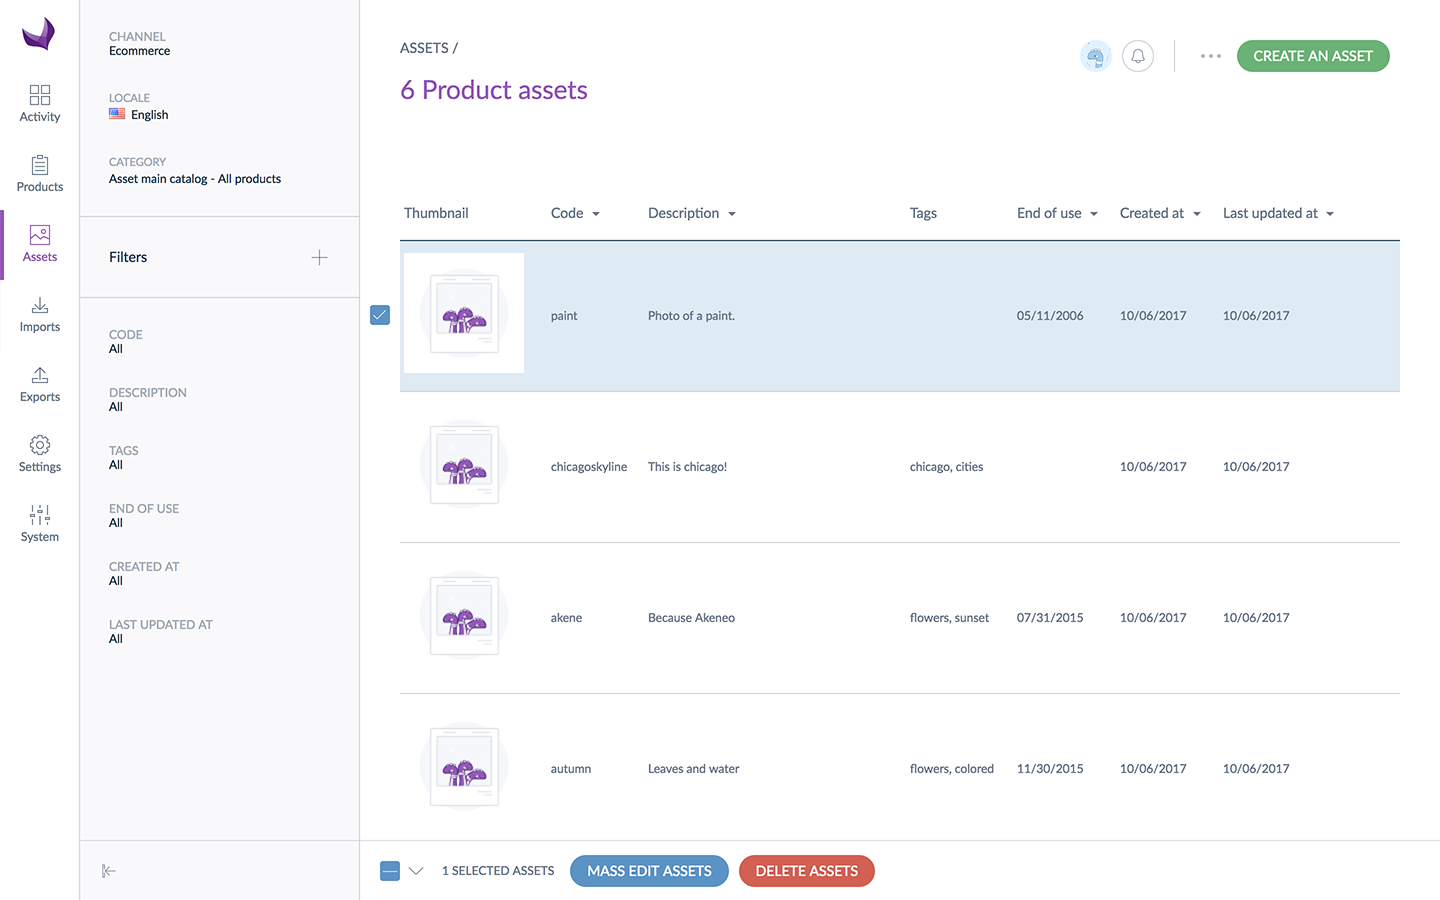 Activity
Products
Assets
Imports
Exports
Settings
System
CHANNEL
Ecommerce
LOCALE
English
CATEGORY
Asset main catalog - All products
Filters
CODE
All
DESCRIPTION
All
TAGS
All
END OF USE
All
CREATED AT
All
LAST UPDATED AT
All
ASSETS /
6 Product assets
CREATE AN ASSET
Thumbnail Code Description Tags End of use Created at Last updated at
paint Photo of a paint. 05/11/2006 10/06/2017 10/06/2017
chicagoskyline This is chicago! chicago, cities 10/06/2017 10/06/2017
akene Because Akeneo flowers, sunset 07/31/2015 10/06/2017 10/06/2017
autumn Leaves and water flowers, colored 11/30/2015 10/06/2017 10/06/2017
1 SELECTED ASSETS MASS EDIT ASSETS DELETE ASSETS